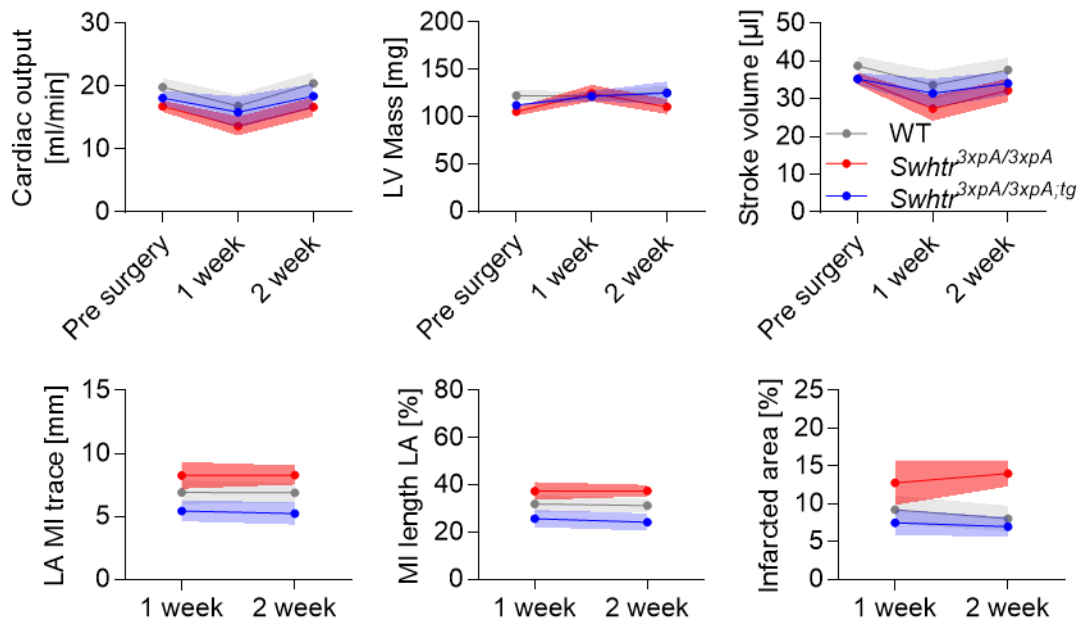 Cardiac output
[ml/min]
30
20
10
0
Pre surgery
1 week
2 week
LV Mass [mg]
200
150
100
50
0
Pre surgery
1 week
2 week
Stroke volume [µl]
50
40
30
20
10
0
WT
Swhtr3xpA/3xpA
Swhtr3xpA/3xpA;tg
Pre surgery
1 week
2 week
LA MI trace [mm]
15
10
5
0
1 week
2 week
MI length LA [%]
80
60
40
20
0
1 week
2 week
Infarcted area [%]
25
20
15
10
5
0
1 week
2 week